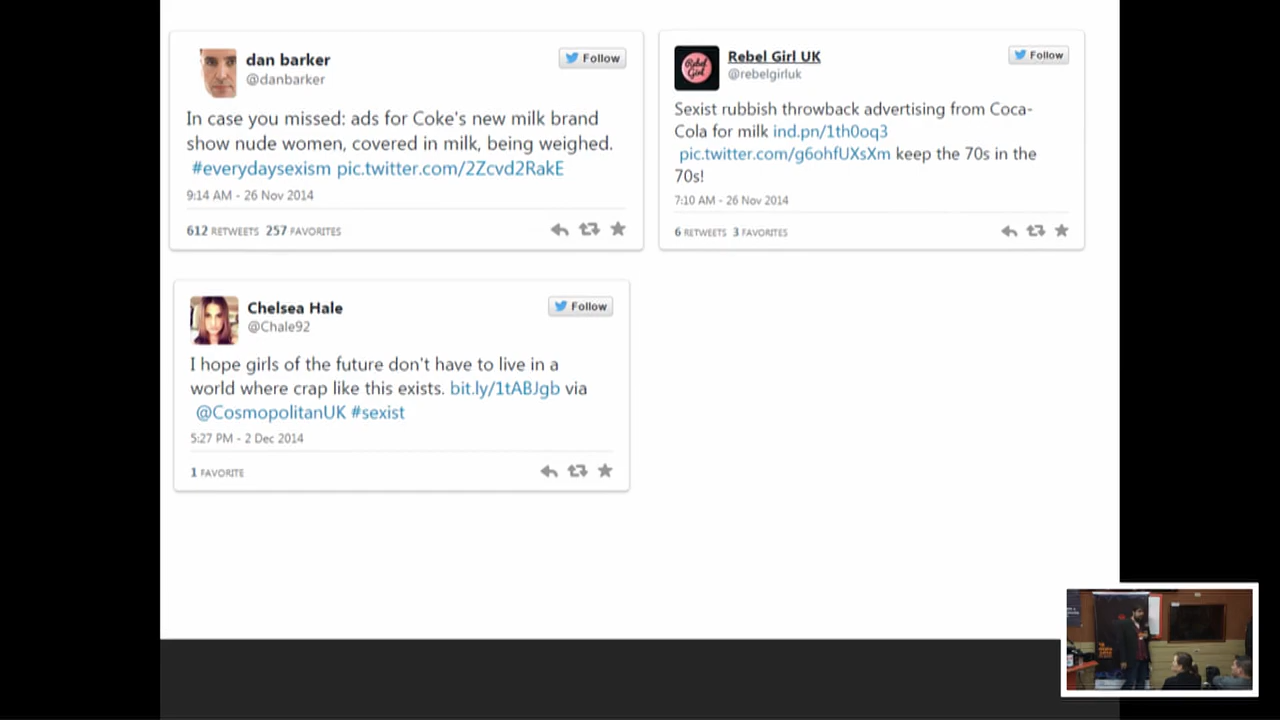 dan barker
@danbarker
Follow
In case you missed: ads for Coke's new milk brand
show nude women, covered in milk, being weighed.
#everydaysexism pic.twitter.com/2Zcvd2RakE
9:14 AM - 26 Nov 2014
612 RETWEETS 257 FAVORITES
Rebel Girl
Rebel Girl UK
@rebelgirluk
Follow
Sexist rubbish throwback advertising from Coca-
Cola for milk ind.pn/1th0oq3
pic.twitter.com/g6ohfUXsXm keep the 70s in the
70s!
7:10 AM - 26 Nov 2014
6 RETWEETS 3 FAVORITES
Chelsea Hale
@Chale92
Follow
I hope girls of the future don't have to live in a
world where crap like this exists. bit.ly/1tABJgb via
@CosmopolitanUK #sexist
5:27 PM - 2 Dec 2014
1 FAVORITE